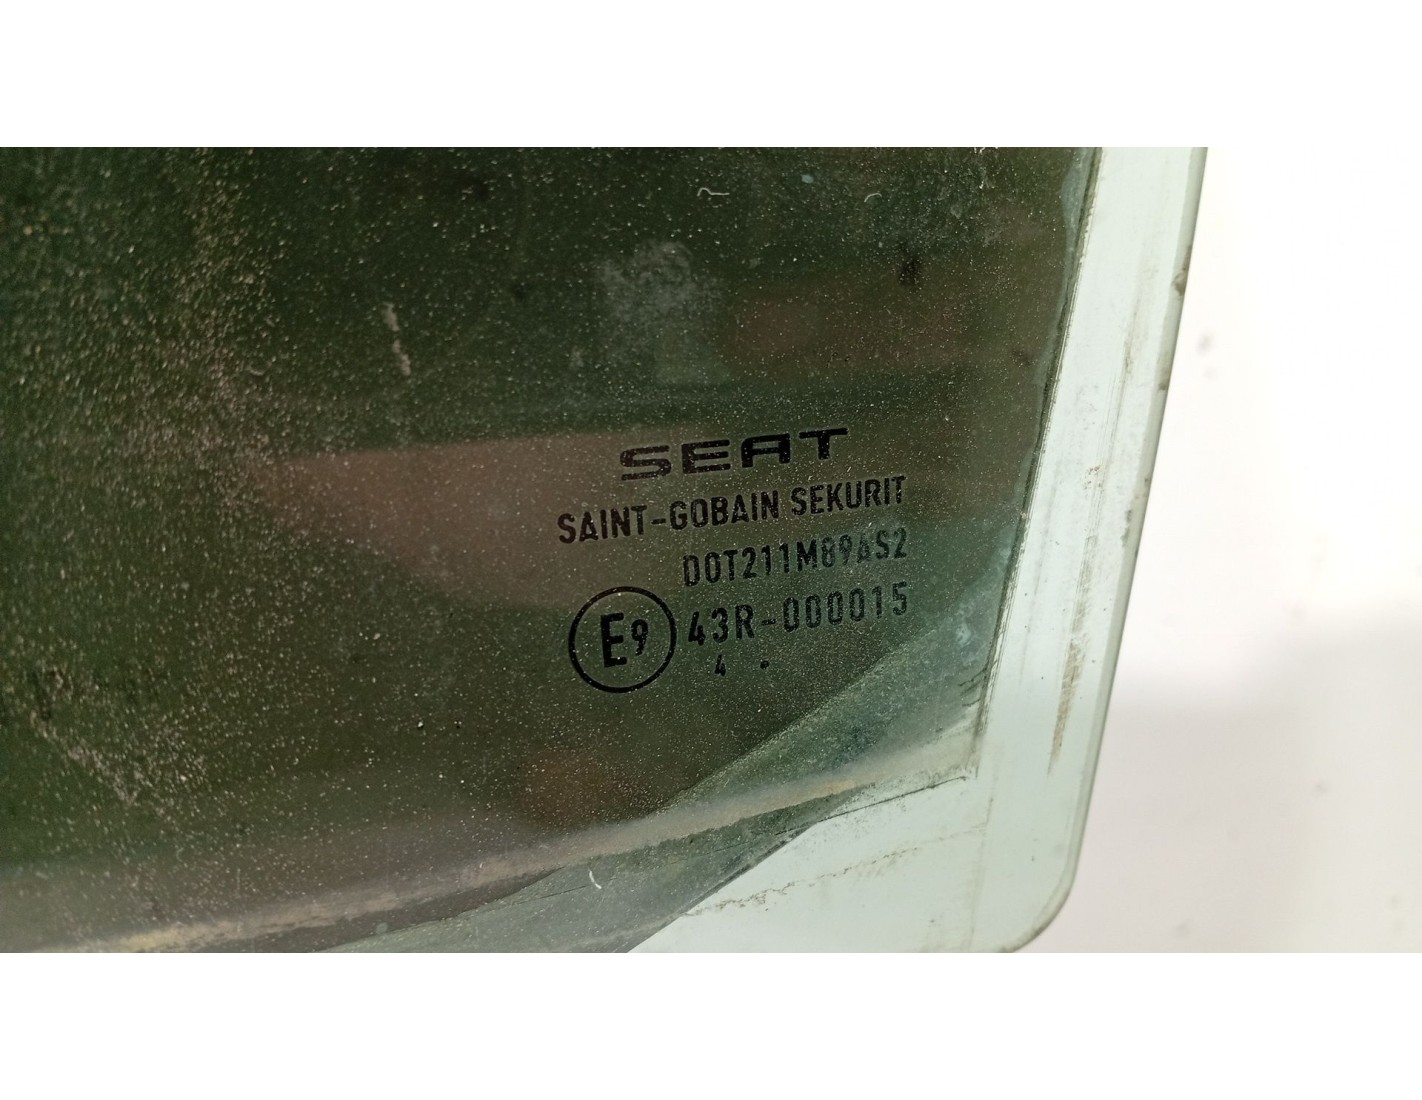 SEAT
SAINT-GOBAIN SEKURIT
DOT211M89AS2
E9 43R-000015
4 .